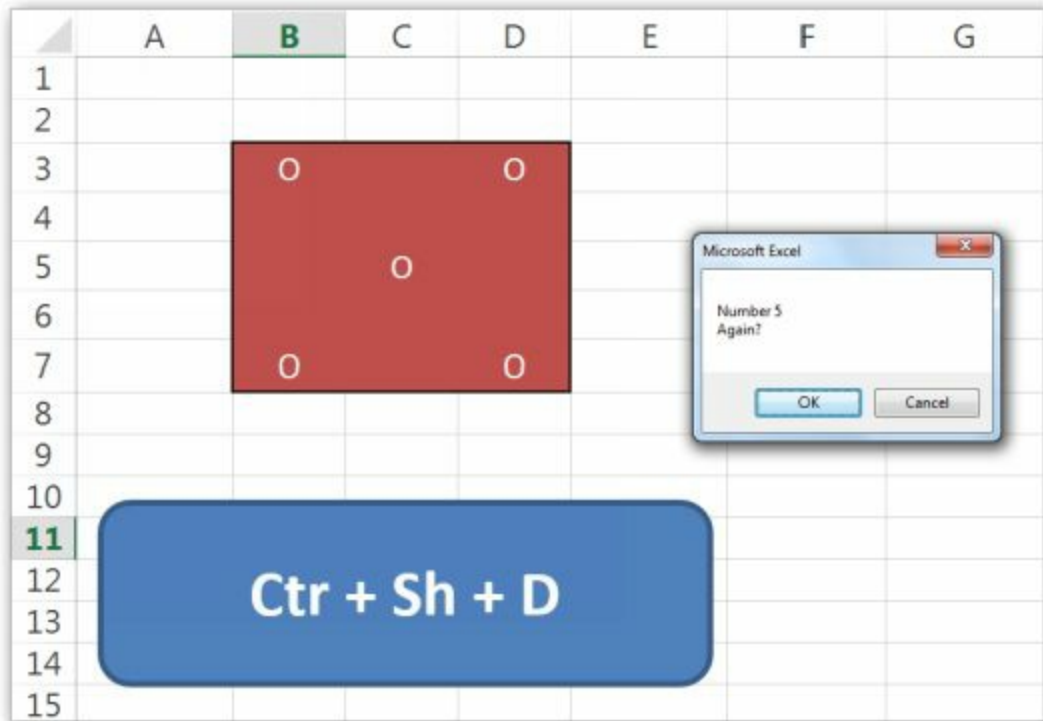 A B C D E F G
1
2
3 O O
4
5 O
6
7 O O
8
9
10
11
12
13
14
15
Microsoft Excel
Number 5
Again?
OK Cancel
Ctr + Sh + D